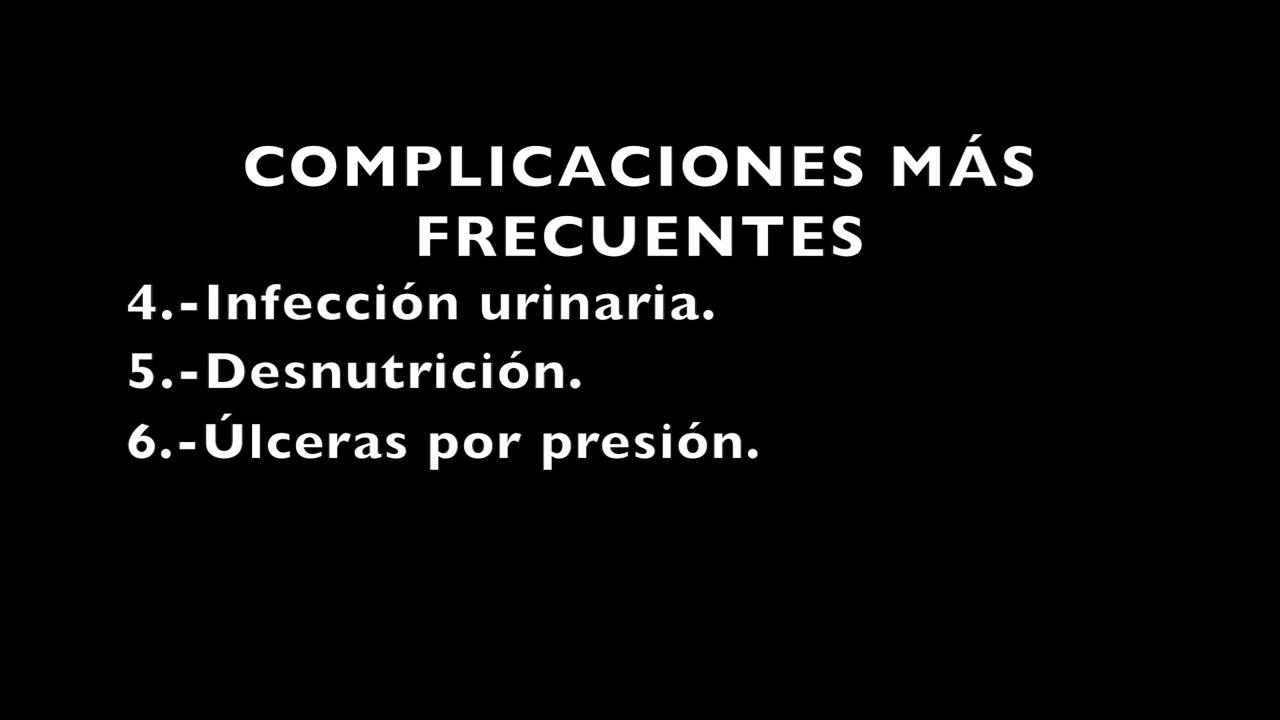 COMPLICACIONES MÁS
FRECUENTES
4.-Infección urinaria.
5.-Desnutrición.
6.-Úlceras por presión.